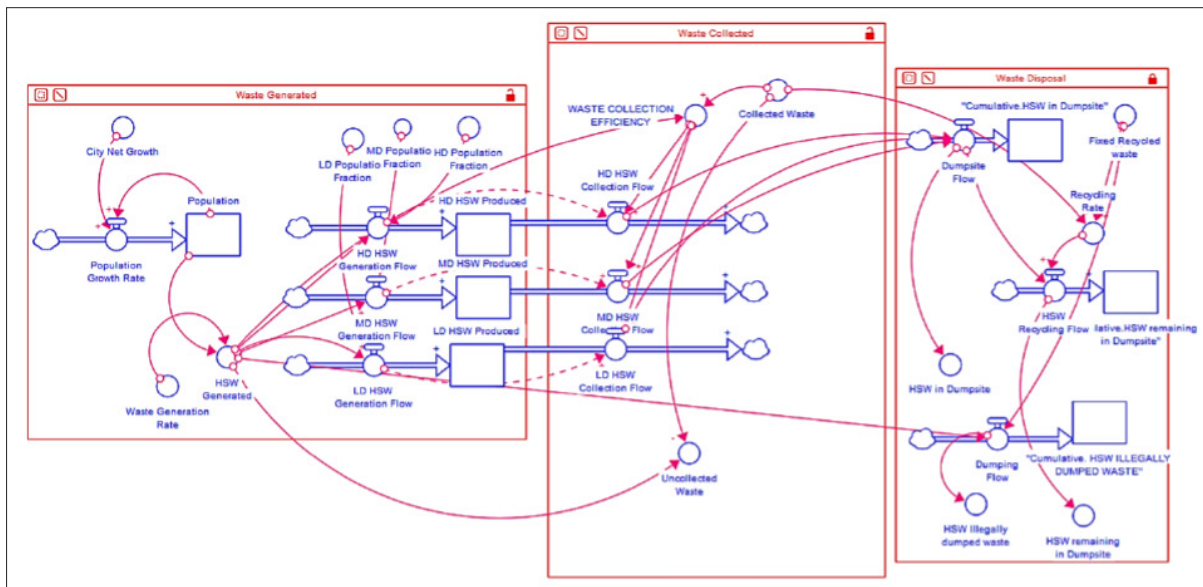 Waste Generated
City Net Growth
LD Populatio
Fraction
MD Populatio
Fraction
HD Population
Fraction
Population
Population
Growth Rate
HD HSW Produced
HD HSW
Generation Flow
MD HSW Produced
MD HSW
Generation Flow
LD HSW Produced
LD HSW
Generation Flow
HSW
Generated
Waste Generation
Rate
Waste Collected
WASTE COLLECTION
EFFICIENCY
Collected Waste
HD HSW
Collection Flow
MD HSW
Flow
LD HSW
Collection Flow
Uncollected
Waste
Waste Disposal
"Cumulative.HSW in Dumpsite"
Dumpsite
Flow
Fixed Recycled
waste
Recycling
Rate
HSW
Recycling Flow
lative.HSW remaining
in Dumpsite"
HSW in Dumpsite
Dumping
Flow
"Cumulative. HSW ILLEGALLY
DUMPED WASTE"
HSW Illegally
dumped waste
HSW remaining
in Dumpsite